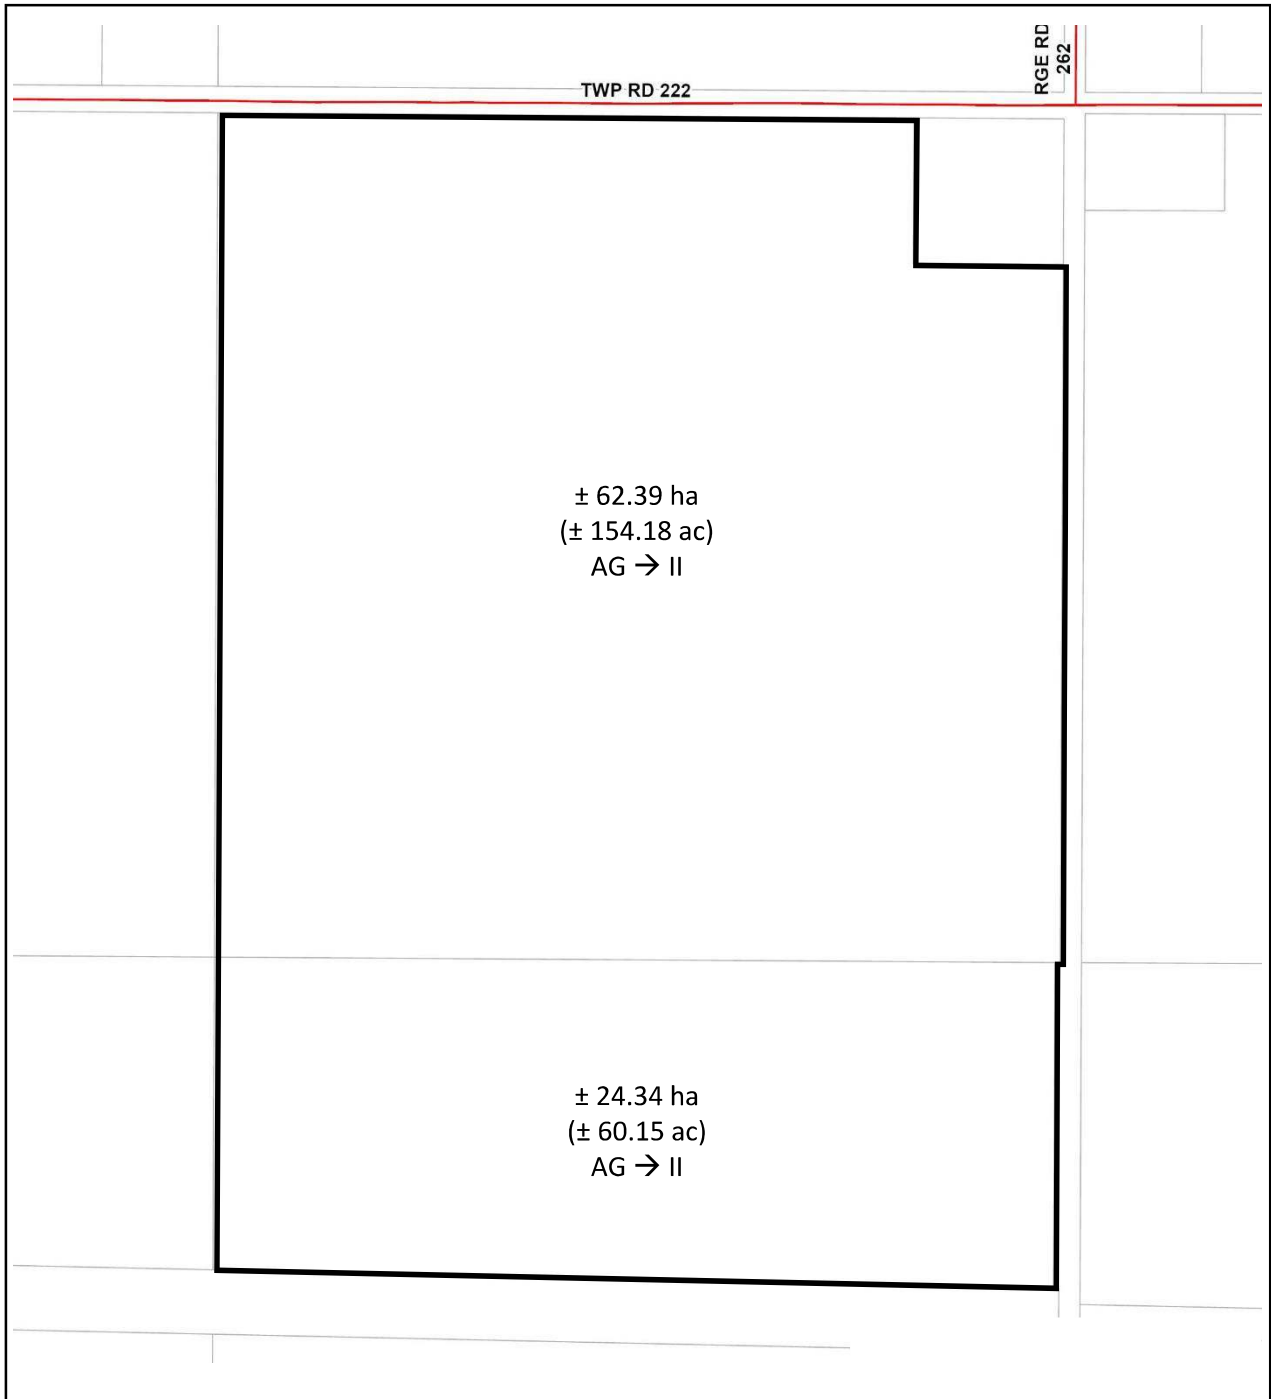 RGE RD
262
TWP RD 222
± 62.39 ha
(± 154.18 ac)
AG → II
± 24.34 ha
(± 60.15 ac)
AG → II